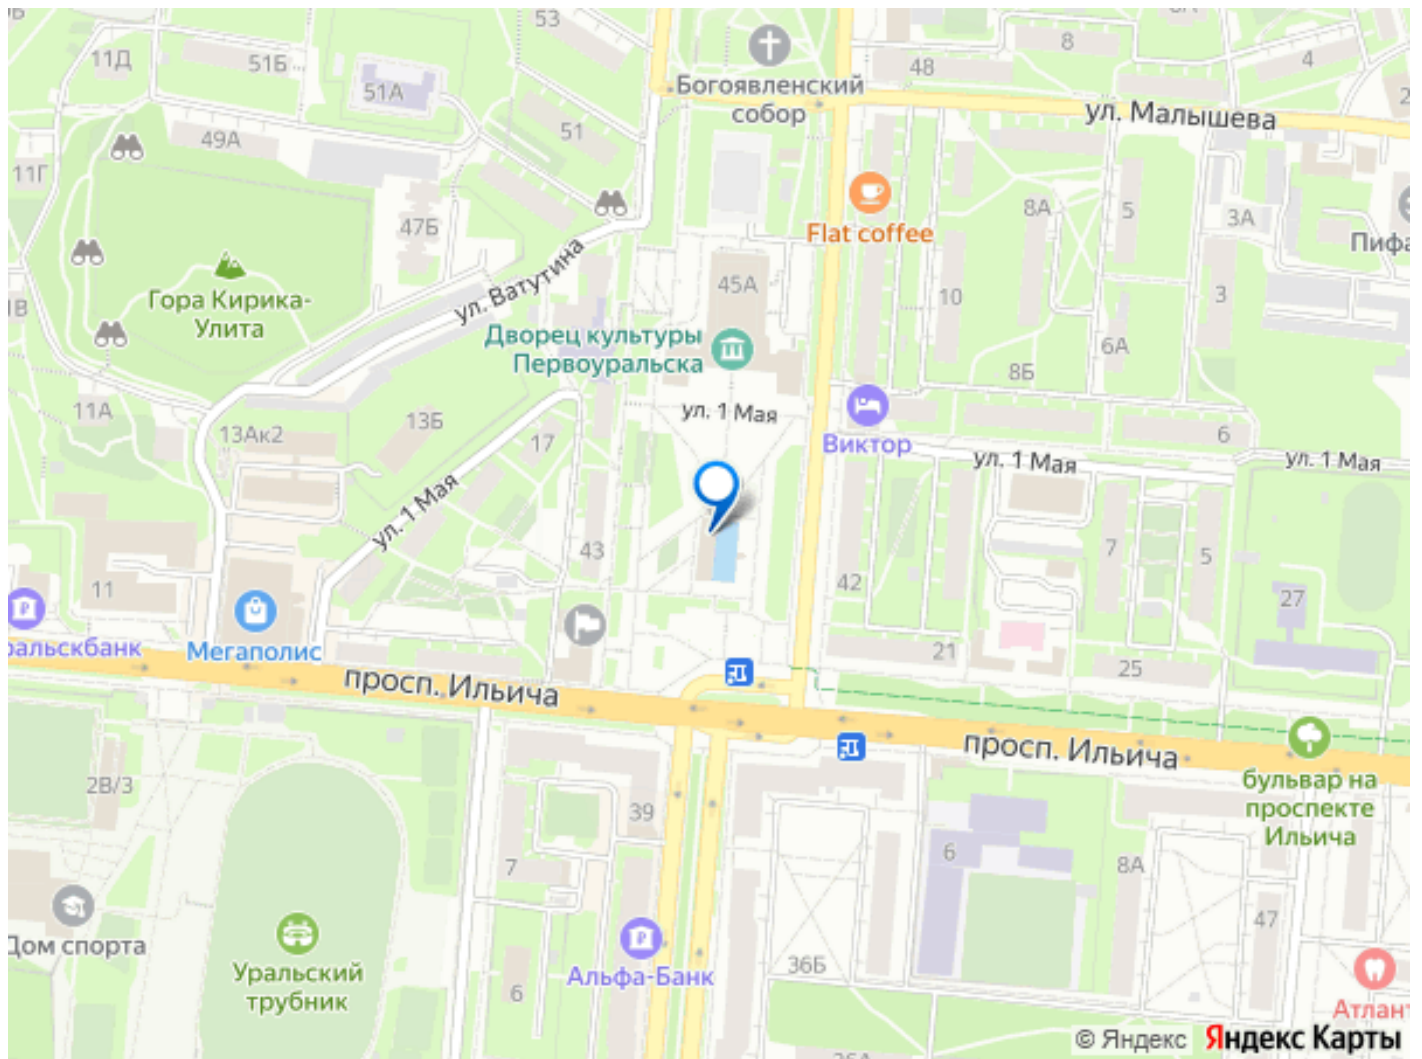 53
11Д
51Б
51А
8
48
4
Богоявленский
собор
ул. Малышева
51
49А
11Г
47Б
Flat coffee
8А
5
3А
Гора Кирика-
Улита
ул. Ватутина
45А
10
3
Дворец культуры
Первоуральска
6А
8Б
11А
13Ак2
13Б
17
ул. 1 Мая
Виктор
6
ул. 1 Мая
ул. 1 Мая
ул. 1 Мая
43
42
7
5
27
11
Мегаполис
ральскбанк
21
25
просп. Ильича
просп. Ильича
бульвар на
проспекте
Ильича
2В/3
39
7
6
8А
47
Дом спорта
Уральский
трубник
Альфа-Банк
6
36Б
Атлант
© Яндекс Яндекс Карты